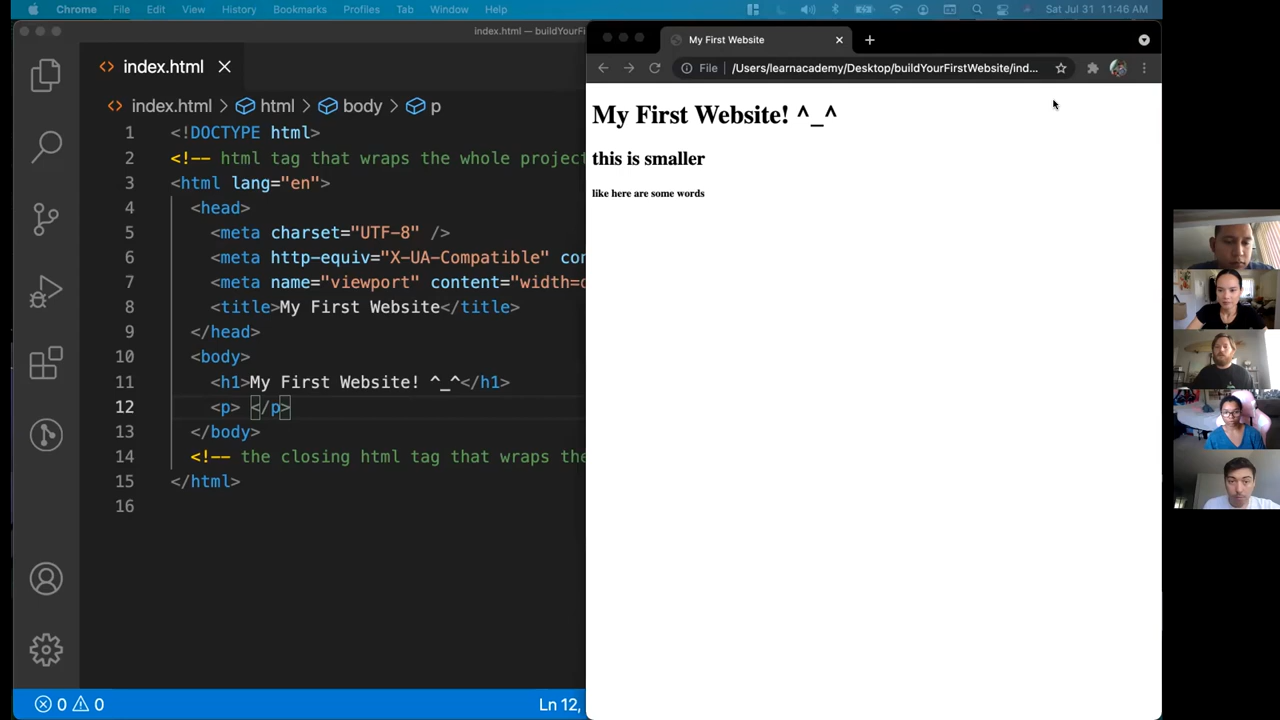 Chrome File Edit View History Bookmarks Profiles Tab Window Help Sat Jul 31 11:46 AM
index.html — buildYourFi
index.html
index.html > html > body > p
1 <!DOCTYPE html>
2 <!-- html tag that wraps the whole project
3 <html lang="en">
4 <head>
5 <meta charset="UTF-8" />
6 <meta http-equiv="X-UA-Compatible" con
7 <meta name="viewport" content="width=d
8 <title>My First Website</title>
9 </head>
10 <body>
11 <h1>My First Website! ^_^</h1>
12 <p> </p>
13 </body>
14 <!-- the closing html tag that wraps the
15 </html>
16
0 0 Ln 12,
My First Website
File /Users/learnacademy/Desktop/buildYourFirstWebsite/ind...
My First Website! ^_^
this is smaller
like here are some words